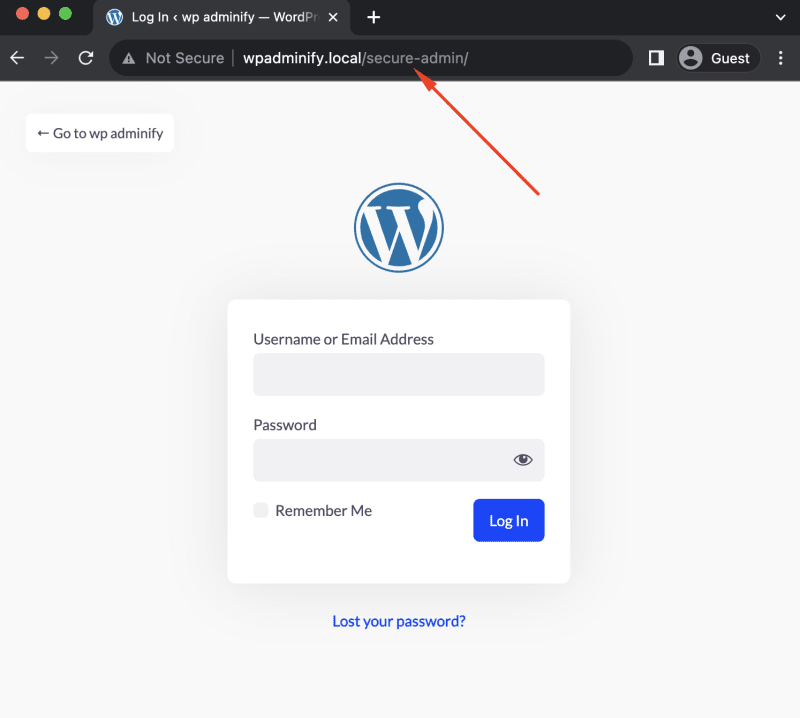 Log In ‹ wp adminify — WordPr
Not Secure | wpadminify.local/secure-admin/
Guest
← Go to wp adminify
Username or Email Address
Password
Remember Me
Log In
Lost your password?